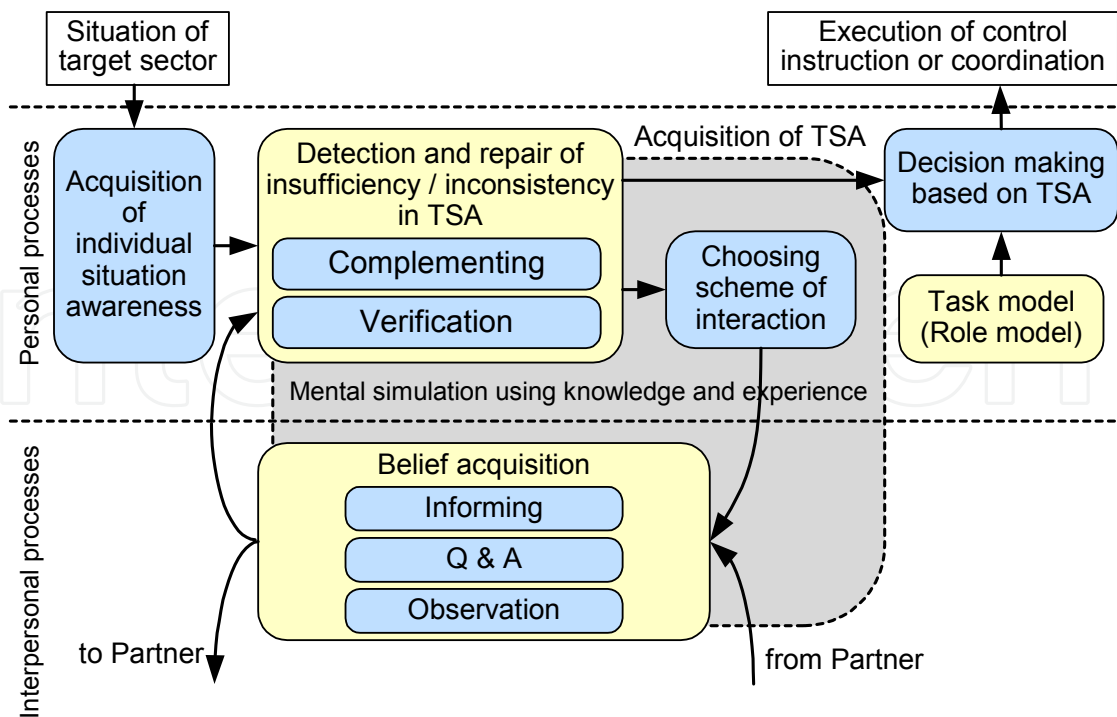 Situation of
target sector
Execution of control
instruction or coordination
Personal processes
Acquisition
of
individual
situation
awareness
Detection and repair of
insufficiency / inconsistency
in TSA
Complementing
Verification
Acquisition of TSA
Choosing
scheme of
interaction
Decision making
based on TSA
Task model
(Role model)
Mental simulation using knowledge and experience
Interpersonal processes
Belief acquisition
Informing
Q & A
Observation
to Partner
from Partner